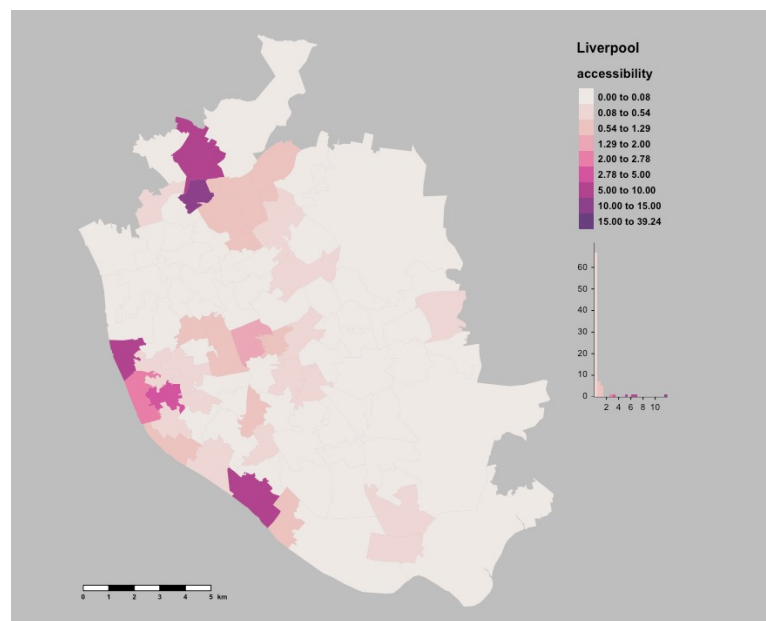 Liverpool
accessibility
0.00 to 0.08
0.08 to 0.54
0.54 to 1.29
1.29 to 2.00
2.00 to 2.78
2.78 to 5.00
5.00 to 10.00
10.00 to 15.00
15.00 to 39.24
60
50
40
30
20
10
0
2 4 6 8 10
0 1 2 3 4 5 km